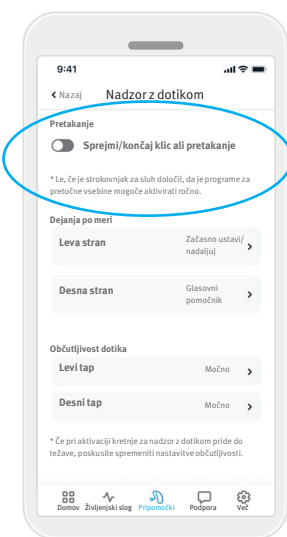 9:41
Nazaj Nadzor z dotikom
Pretakanje
Sprejmi/končaj klic ali pretakanje
* Le, če je strokovnjak za sluh določil, da je programe za
pretočne vsebine mogoče aktivirati ročno.
Dejanja po meri
Leva stran Začasno ustavi/
nadaljuj
Desna stran Glasovni
pomočnik
Občutljivost dotika
Levi tap Močno
Desni tap Močno
* Če pri aktivaciji kretnje za nadzor z dotikom pride do
težave, poskusite spremeniti nastavitve občutljivosti.
Domov Življenjski slog Pripomočki Podpora Več